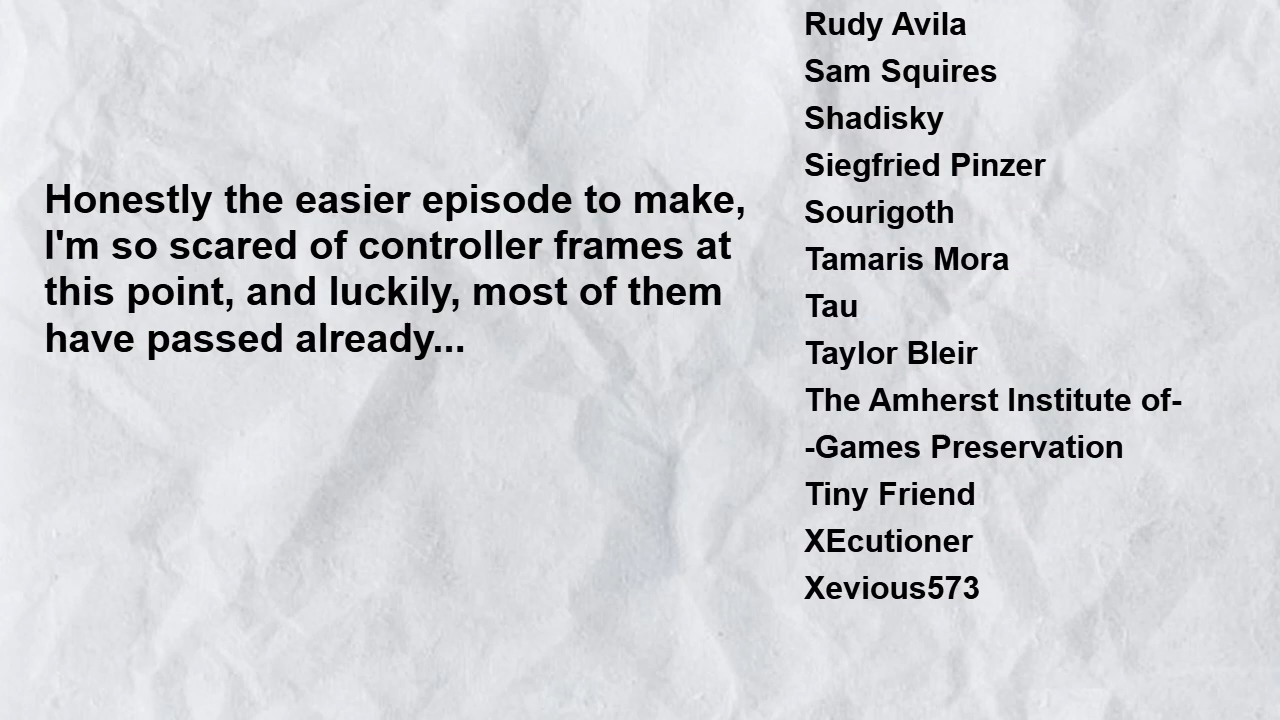 Honestly the easier episode to make,
I'm so scared of controller frames at
this point, and luckily, most of them
have passed already...
Rudy Avila
Sam Squires
Shadisky
Siegfried Pinzer
Sourigoth
Tamaris Mora
Tau
Taylor Bleir
The Amherst Institute of-
-Games Preservation
Tiny Friend
XEcutioner
Xevious573